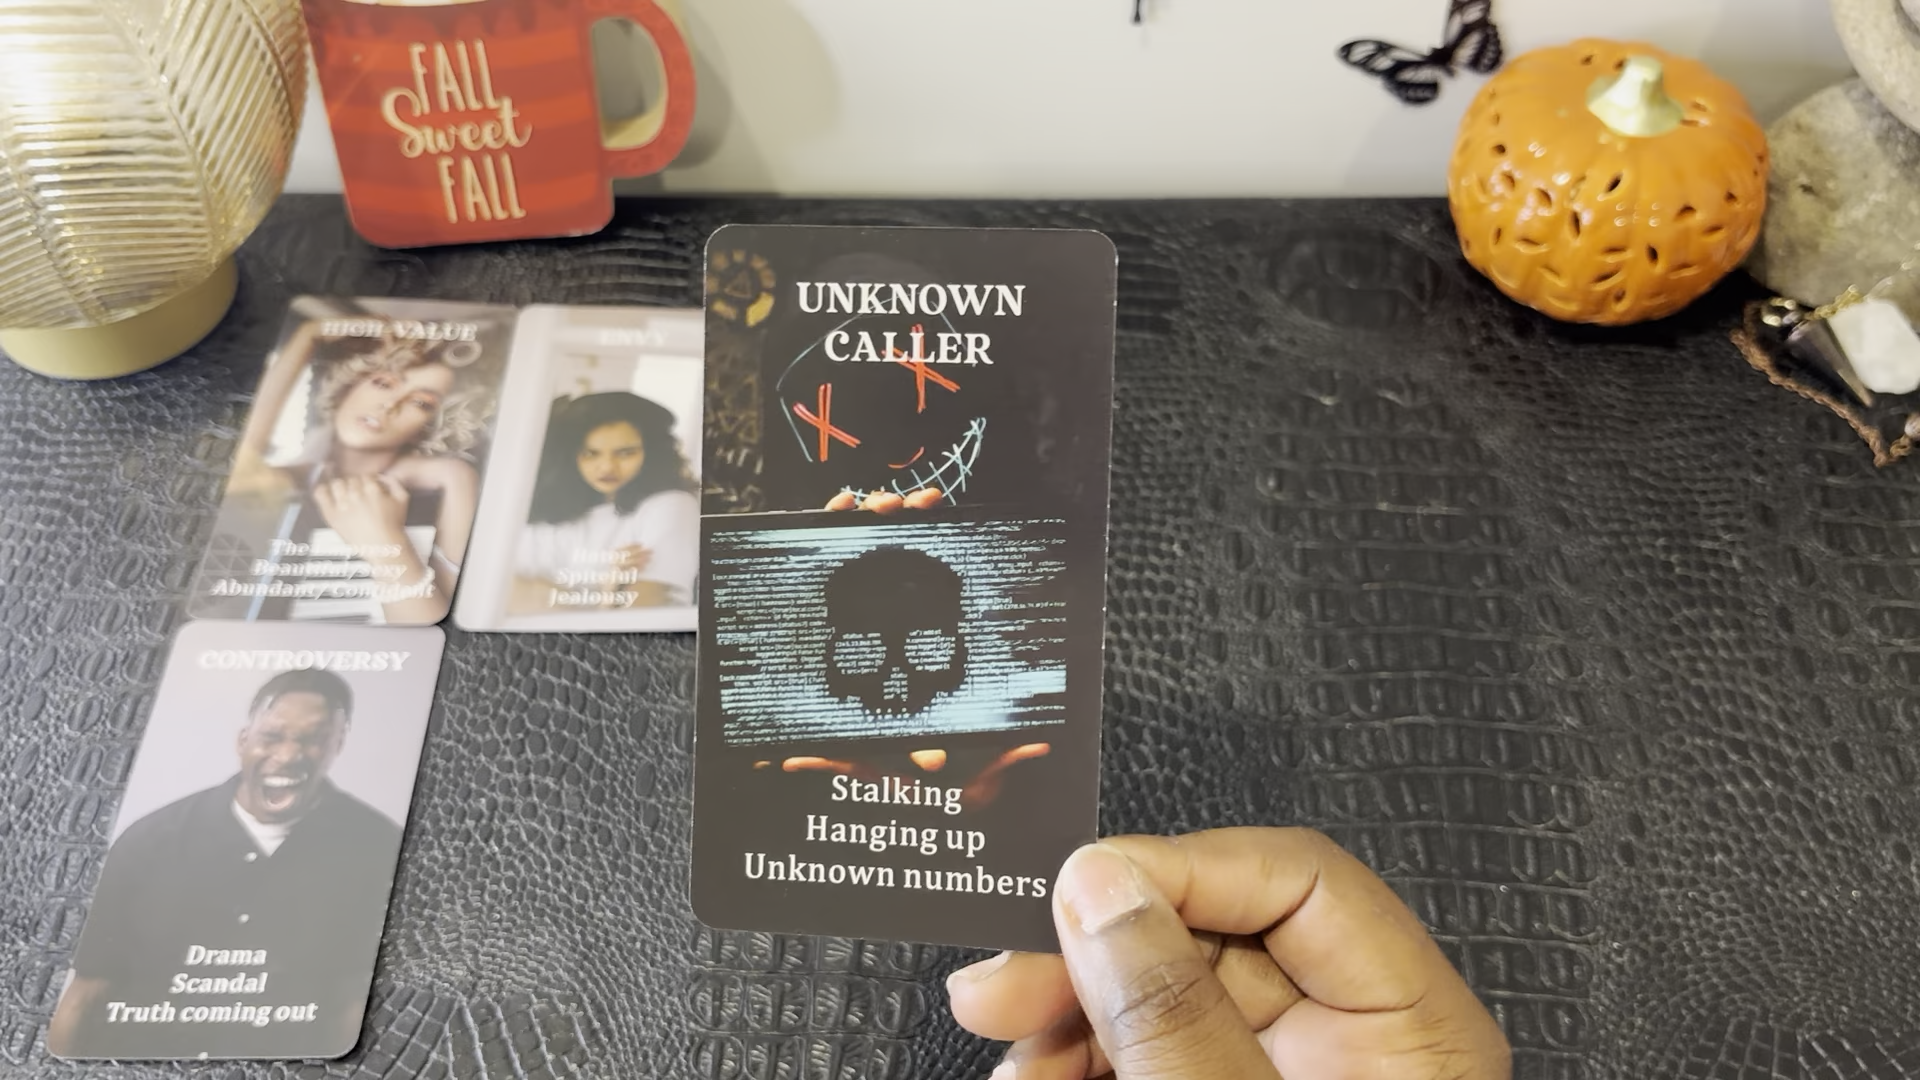 FALL
Sweet
FALL
HIGH-VALUE
The Empress
Beautiful/sexy
Abundant/Confident
ENVY
Hater
Spiteful
Jealousy
UNKNOWN
CALLER
Stalking
Hanging up
Unknown numbers
CONTROVERSY
Drama
Scandal
Truth coming out